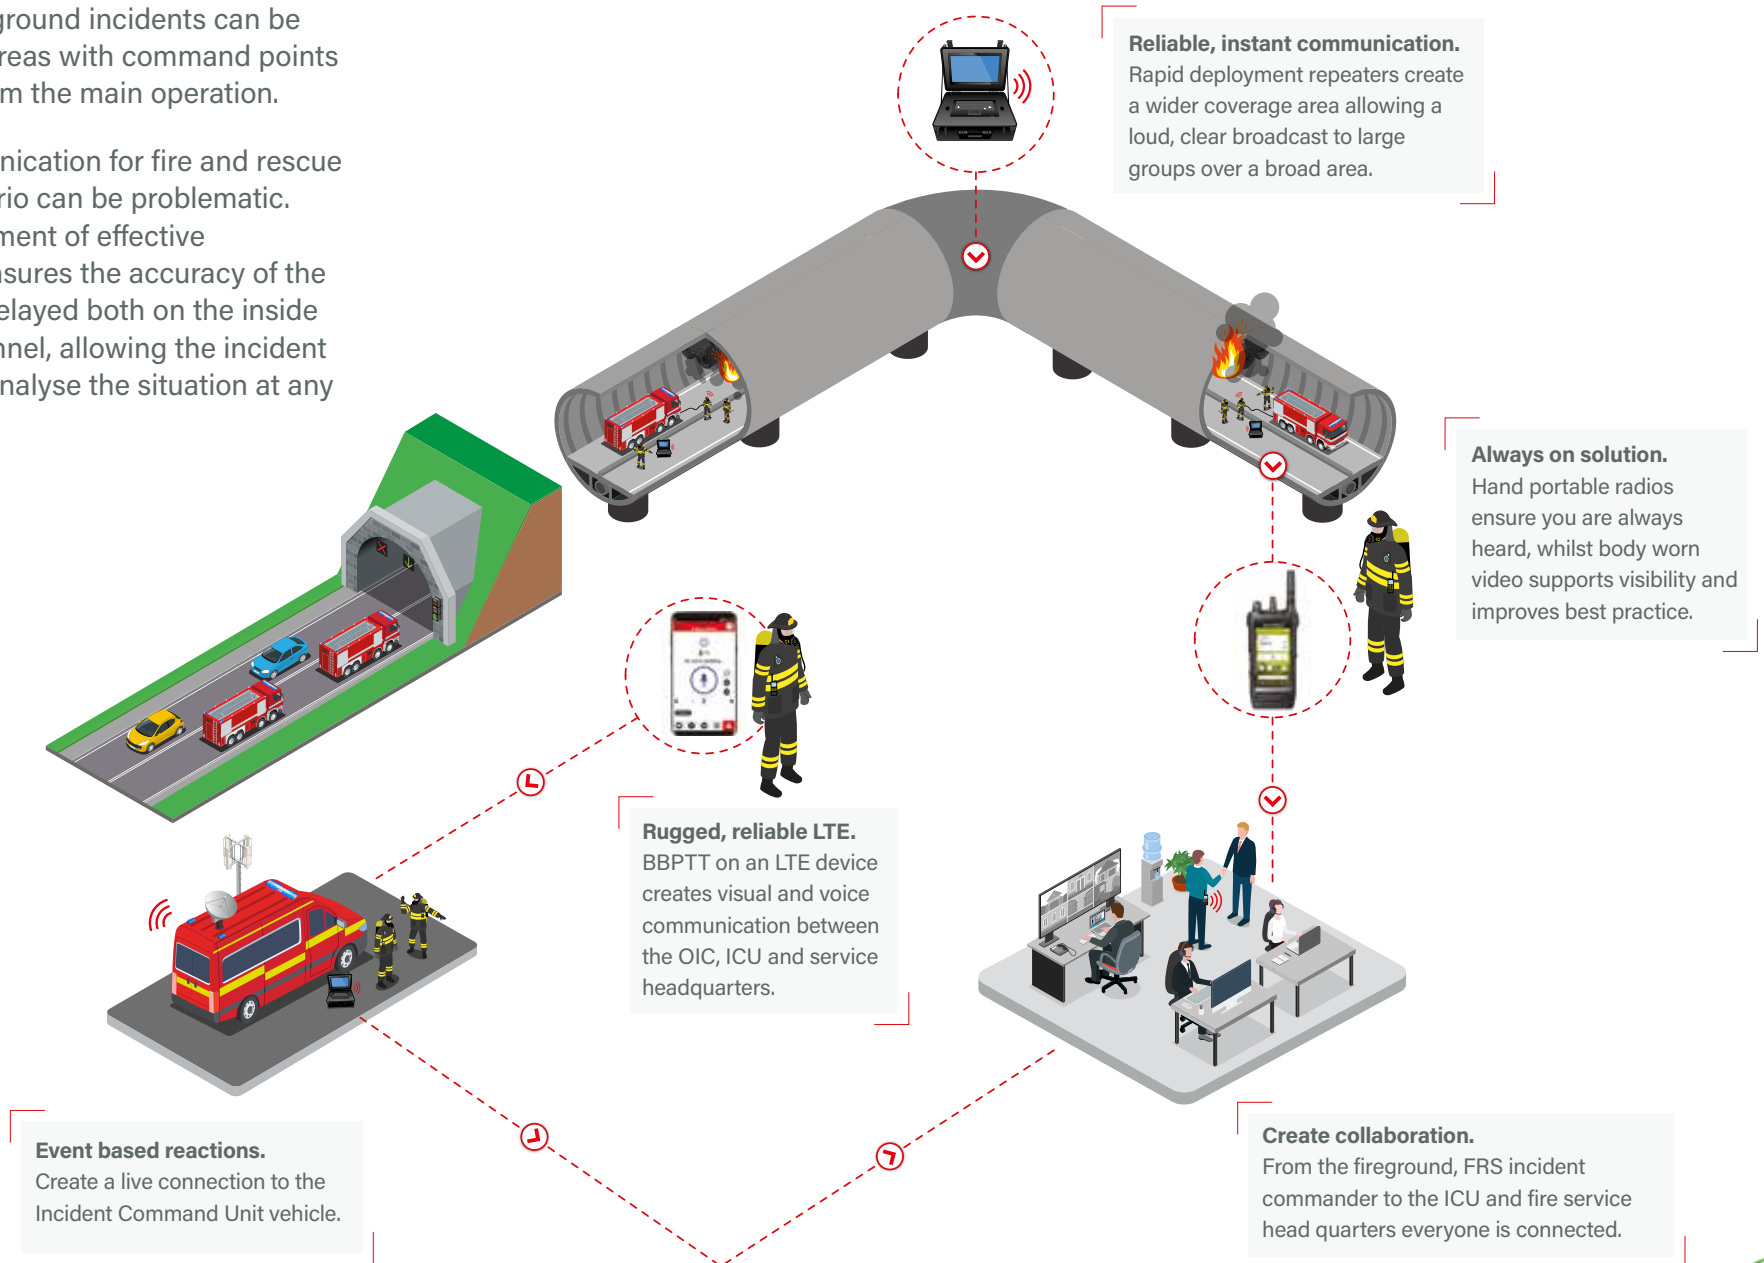 ground incidents can be
reas with command points
m the main operation.
nication for fire and rescue
rio can be problematic.
ment of effective
nsures the accuracy of the
elayed both on the inside
nnel, allowing the incident
nalyse the situation at any
Reliable, instant communication.
Rapid deployment repeaters create
a wider coverage area allowing a
loud, clear broadcast to large
groups over a broad area.
Always on solution.
Hand portable radios
ensure you are always
heard, whilst body worn
video supports visibility and
improves best practice.
Rugged, reliable LTE.
BBPTT on an LTE device
creates visual and voice
communication between
the OIC, ICU and service
headquarters.
Event based reactions.
Create a live connection to the
Incident Command Unit vehicle.
Create collaboration.
From the fireground, FRS incident
commander to the ICU and fire service
head quarters everyone is connected.